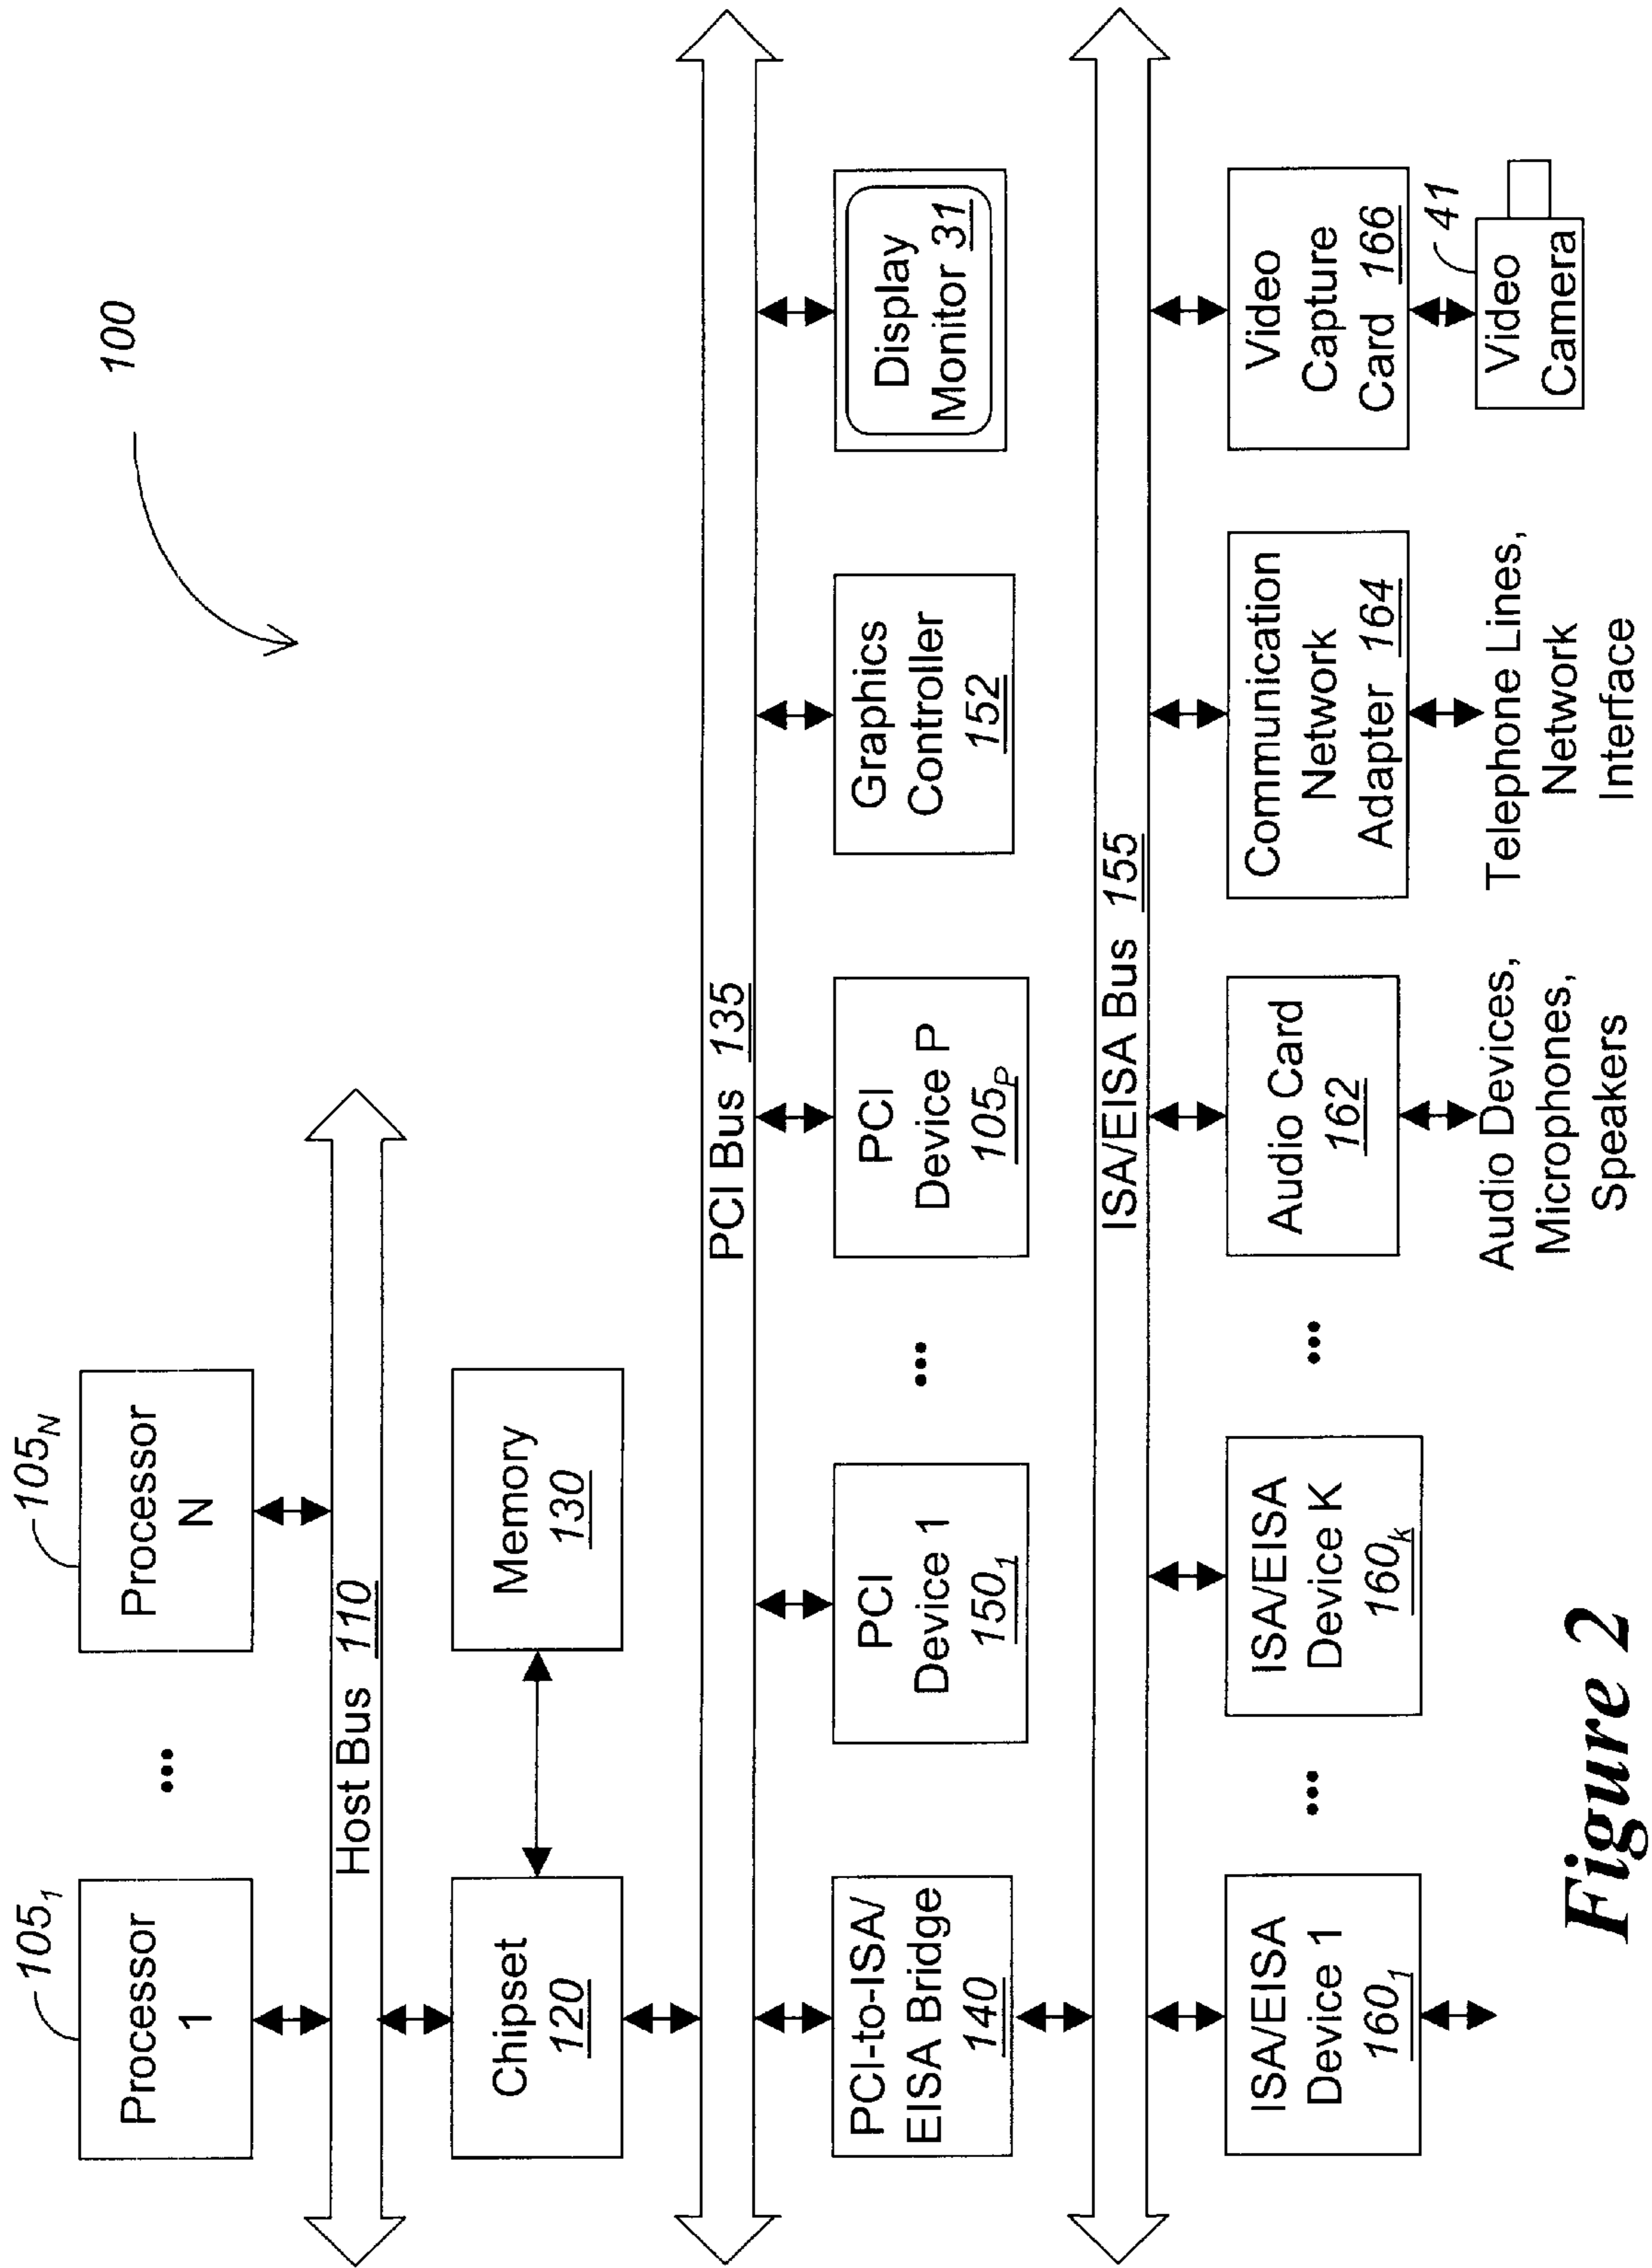 100
105₁
105N
Processor
1
...
Processor
N
Host Bus 110
Chipset
120
Memory
130
PCI Bus 135
PCI-to-ISA/
EISA Bridge
140
PCI
Device 1
150₁
...
PCI
Device P
105P
Graphics
Controller
152
Display
Monitor 31
ISA/EISA Bus 155
ISA/EISA
Device 1
160₁
...
ISA/EISA
Device K
160k
...
Audio Card
162
Communication
Network
Adapter 164
Video
Capture
Card 166
Audio Devices,
Microphones,
Speakers
Telephone Lines,
Network
Interface
41
Video
Camera
Figure 2